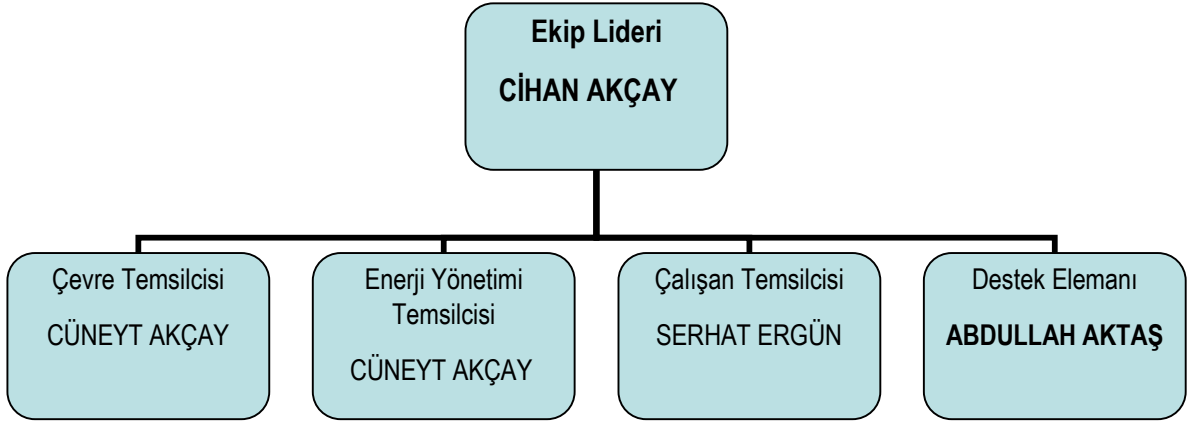 Ekip Lideri
CİHAN AKÇAY
Çevre Temsilcisi
CÜNEYT AKÇAY
Enerji Yönetimi
Temsilcisi
CÜNEYT AKÇAY
Çalışan Temsilcisi
SERHAT ERGÜN
Destek Elemanı
ABDULLAH AKTAŞ